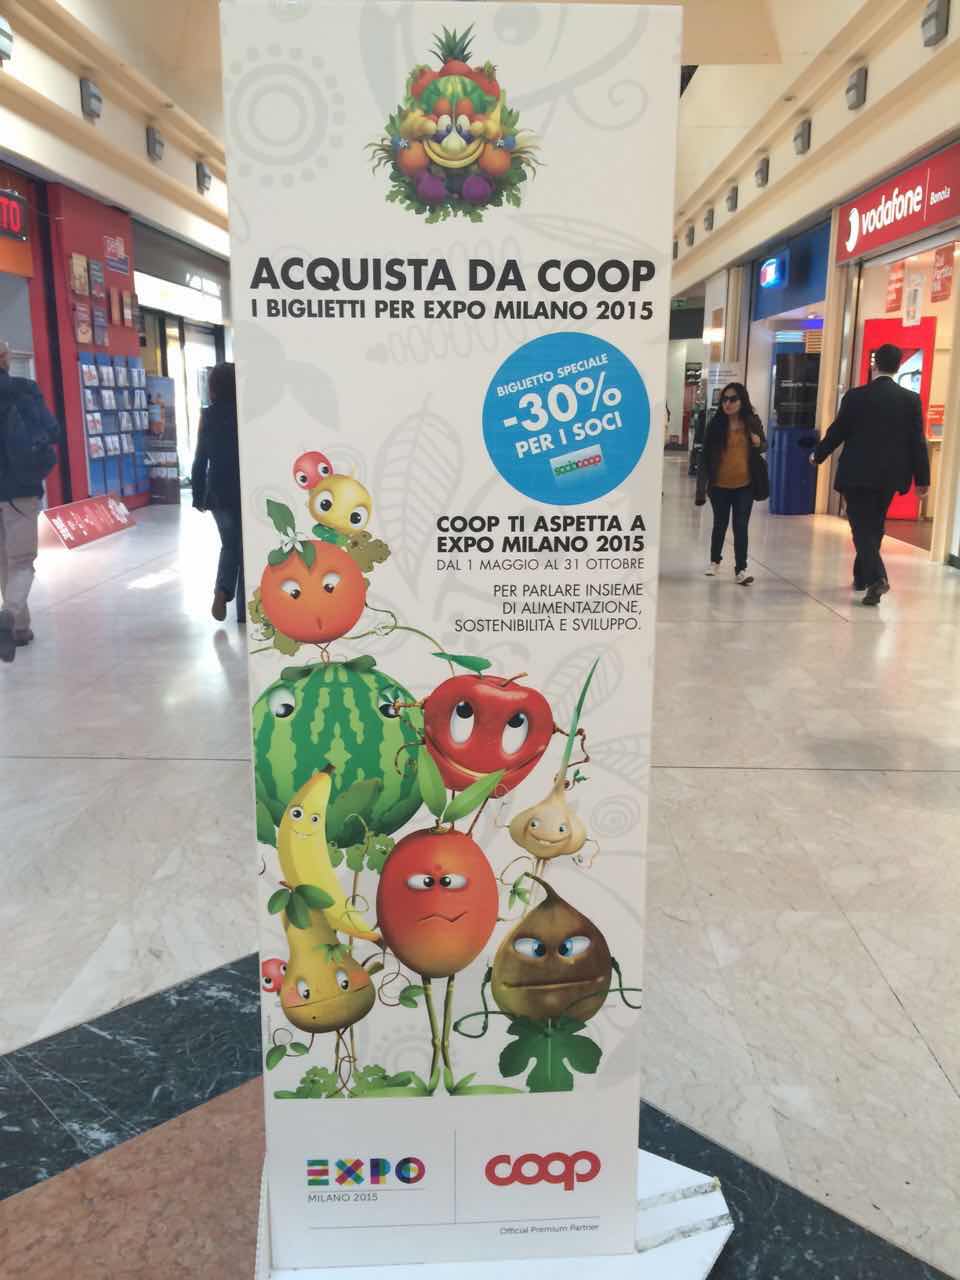 ACQUISTA DA COOP
I BIGLIETTI PER EXPO MILANO 2015
BIGLIETTO SPECIALE
-30%
PER I SOCI
COOP TI ASPETTA A
EXPO MILANO 2015
DAL 1 MAGGIO AL 31 OTTOBRE
PER PARLARE INSIEME
DI ALIMENTAZIONE,
SOSTENIBILITÀ E SVILUPPO.
EXPO
MILANO 2015
coop
Official Premium Partner
vodafone
Bonola